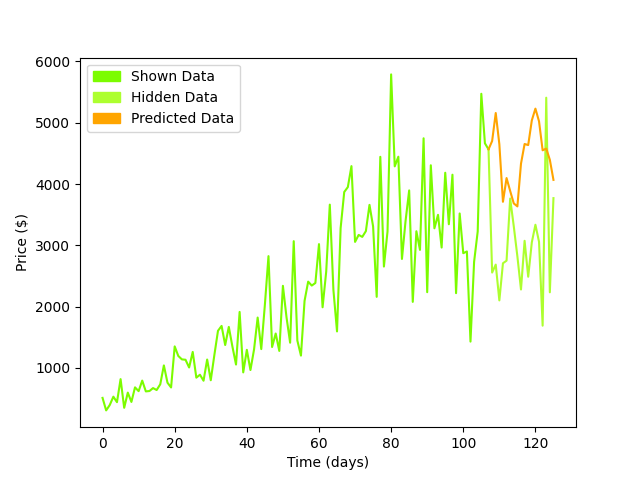 6000
5000
4000
3000
2000
1000
Price ($)
Shown Data
Hidden Data
Predicted Data
0 20 40 60 80 100 120
Time (days)